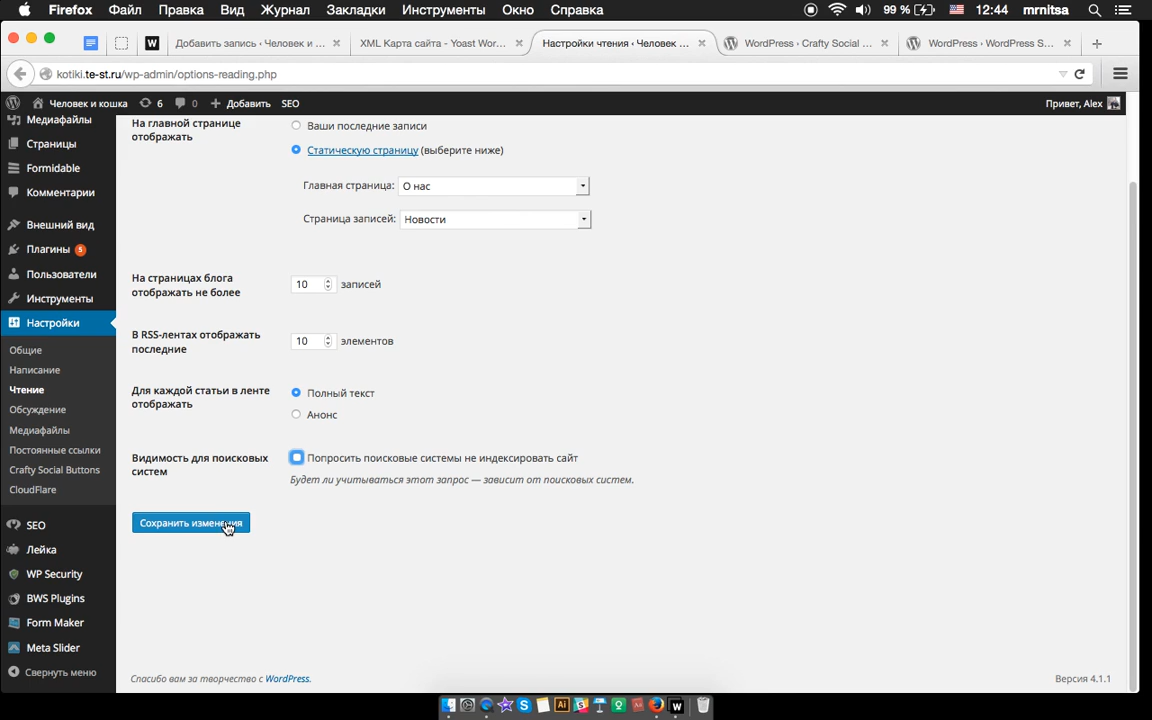 Firefox Файл Правка Вид Журнал Закладки Инструменты Окно Справка 99 % 12:44 mrnitsa
W Добавить запись ‹ Человек и ... × XML Карта сайта - Yoast Wor... × Настройки чтения ‹ Человек ... × WordPress › Crafty Social ... × WordPress › WordPress S... × +
kotiki.te-st.ru/wp-admin/options-reading.php
Человек и кошка 6 0 + Добавить SEO Привет, Alex
Медиафайлы
Страницы
Formidable
Комментарии
Внешний вид
Плагины 5
Пользователи
Инструменты
Настройки
Общие
Написание
Чтение
Обсуждение
Медиафайлы
Постоянные ссылки
Crafty Social Buttons
CloudFlare
SEO
Лейка
WP Security
BWS Plugins
Form Maker
Meta Slider
Свернуть меню
На главной странице
отображать
Ваши последние записи
Статическую страницу (выберите ниже)
Главная страница: О нас
Страница записей: Новости
На страницах блога
отображать не более
10 записей
В RSS-лентах отображать
последние
10 элементов
Для каждой статьи в ленте
отображать
Полный текст
Анонс
Видимость для поисковых
систем
Попросить поисковые системы не индексировать сайт
Будет ли учитываться этот запрос — зависит от поисковых систем.
Сохранить изменения
Спасибо вам за творчество с WordPress. Версия 4.1.1